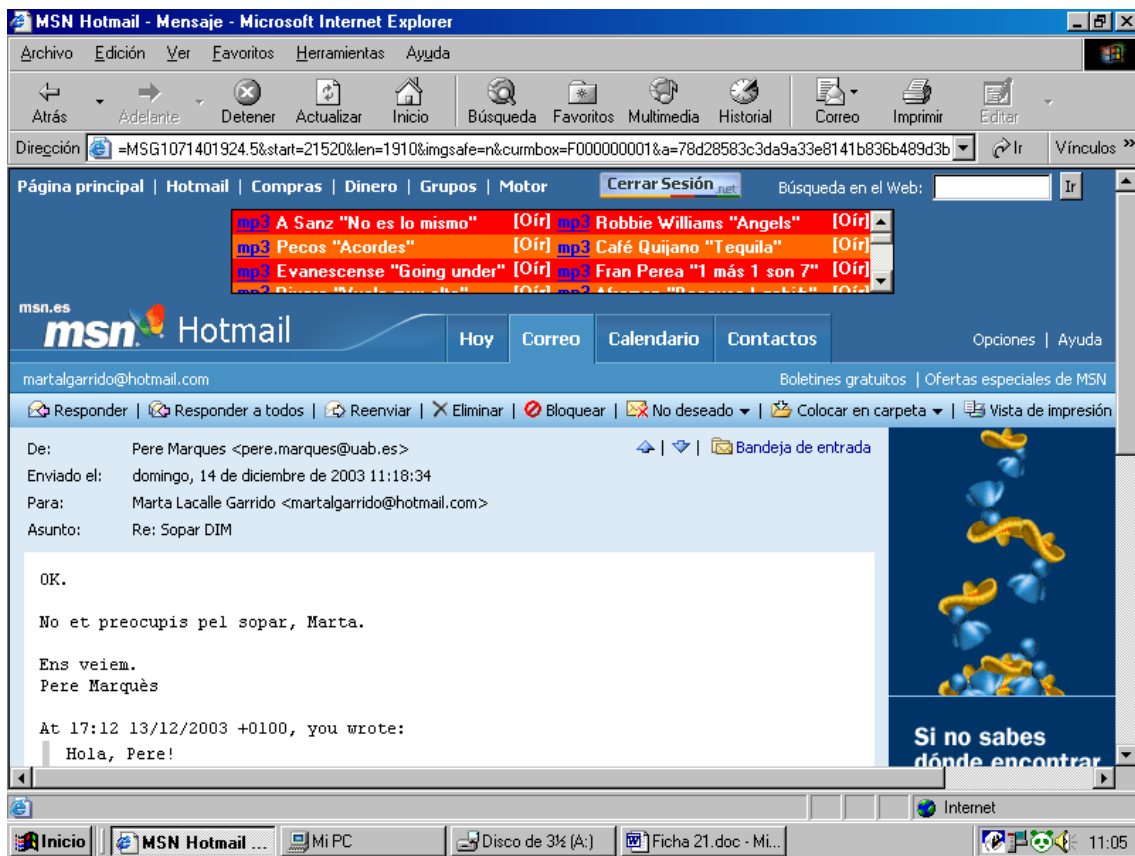 MSN Hotmail - Mensaje - Microsoft Internet Explorer
Archivo Edición Ver Favoritos Herramientas Ayuda
Atrás Adelante Detener Actualizar Inicio Búsqueda Favoritos Multimedia Historial Correo Imprimir Editar
Dirección =MSG1071401924.5&start=21520&len=1910&imgsafe=n&curmbox=F000000001&a=78d28583c3da9a33e8141b836b489d3b Ir Vínculos »
Página principal | Hotmail | Compras | Dinero | Grupos | Motor Cerrar Sesión .net Búsqueda en el Web: Ir
mp3 A Sanz "No es lo mismo" [Oír] mp3 Robbie Williams "Angels" [Oír]
mp3 Pecos "Acordes" [Oír] mp3 Café Quijano "Tequila" [Oír]
mp3 Evanescense "Going under" [Oír] mp3 Fran Perea "1 más 1 son 7" [Oír]
msn.es
msn Hotmail Hoy Correo Calendario Contactos Opciones | Ayuda
martalgarrido@hotmail.com Boletines gratuitos | Ofertas especiales de MSN
Responder | Responder a todos | Reenviar | Eliminar | Bloquear | No deseado | Colocar en carpeta | Vista de impresión
De: Pere Marques <pere.marques@uab.es> | Bandeja de entrada
Enviado el: domingo, 14 de diciembre de 2003 11:18:34
Para: Marta Lacalle Garrido <martalgarrido@hotmail.com>
Asunto: Re: Sopar DIM
OK.
No et preocupis pel sopar, Marta.
Ens veiem.
Pere Marquès
At 17:12 13/12/2003 +0100, you wrote:
Hola, Pere!
Si no sabes
dónde encontrar
Internet
Inicio MSN Hotmail ... Mi PC Disco de 3½ (A:) Ficha 21.doc - Mi... 11:05